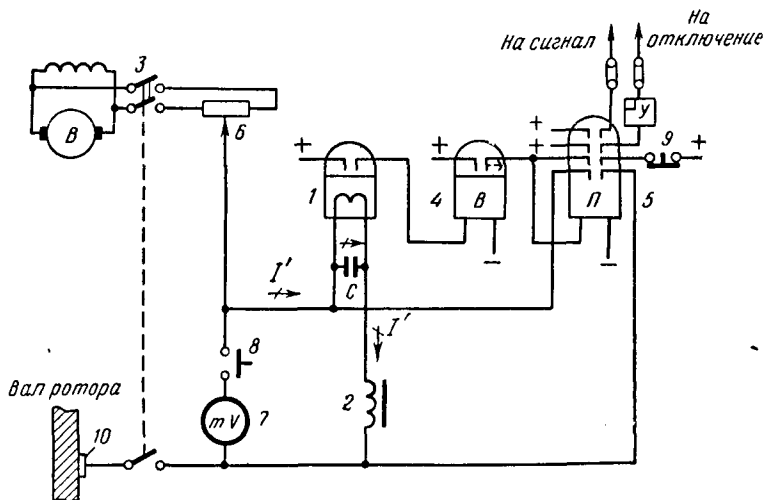 На сигнал
На отключение
3
В
6
+
1
+
4
В
+
+
У
9
+
П
5
I'
C
I'
8
Вал ротора
10
mV
7
2
−
−